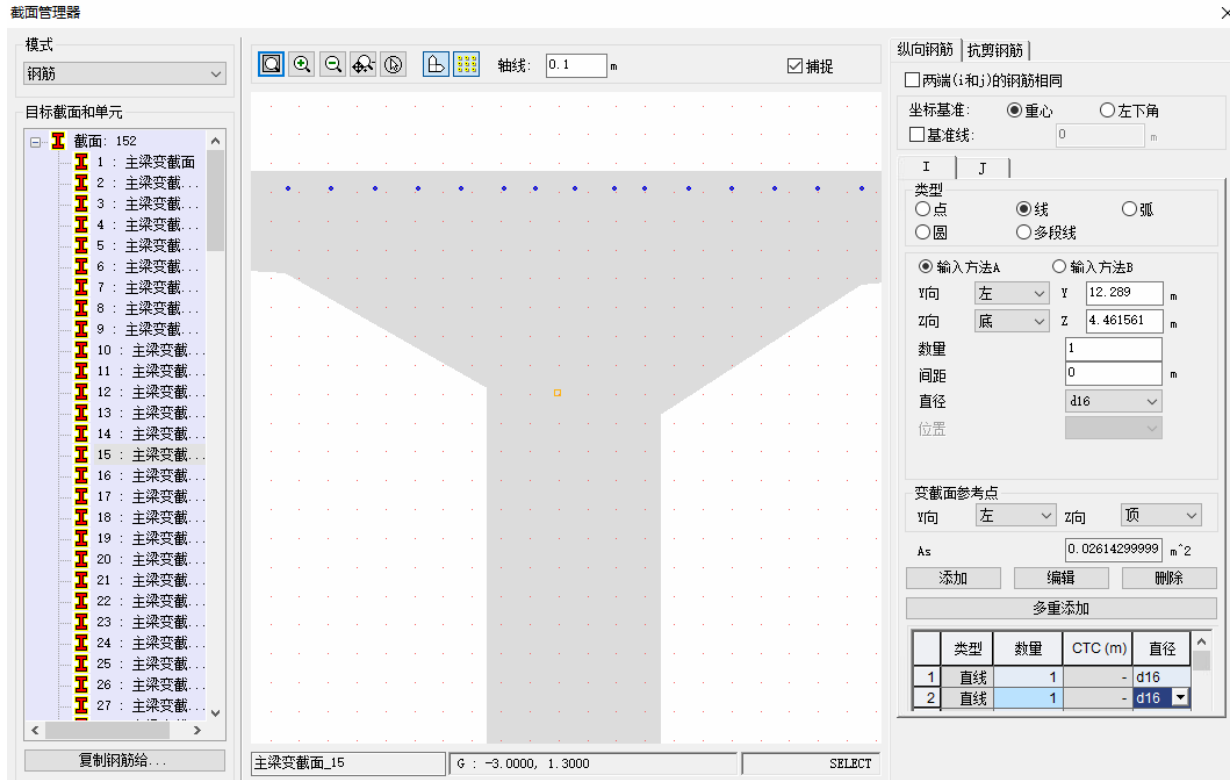 截面管理器
模式
钢筋
目标截面和单元
截面: 152
1 : 主梁变截面
2 : 主梁变截...
3 : 主梁变截...
4 : 主梁变截...
5 : 主梁变截...
6 : 主梁变截...
7 : 主梁变截...
8 : 主梁变截...
9 : 主梁变截...
10 : 主梁变截...
11 : 主梁变截...
12 : 主梁变截...
13 : 主梁变截...
14 : 主梁变截...
15 : 主梁变截...
16 : 主梁变截...
17 : 主梁变截...
18 : 主梁变截...
19 : 主梁变截...
20 : 主梁变截...
21 : 主梁变截...
22 : 主梁变截...
23 : 主梁变截...
24 : 主梁变截...
25 : 主梁变截...
26 : 主梁变截...
27 : 主梁变截...
复制钢筋给...
轴线: 0.1 m 捕捉
主梁变截面_15 G : -3.0000, 1.3000 SELECT
纵向钢筋 抗剪钢筋
两端(i和j)的钢筋相同
坐标基准: 重心 左下角
基准线: 0 m
I J
类型
点 线 弧
圆 多段线
输入方法A 输入方法B
Y向 左 Y 12.289 m
Z向 底 Z 4.461561 m
数量 1
间距 0 m
直径 d16
位置
变截面参考点
Y向 左 Z向 顶
As 0.02614299999 m^2
添加 编辑 删除
多重添加
类型 数量 CTC (m) 直径
1 直线 1 - d16
2 直线 1 - d16